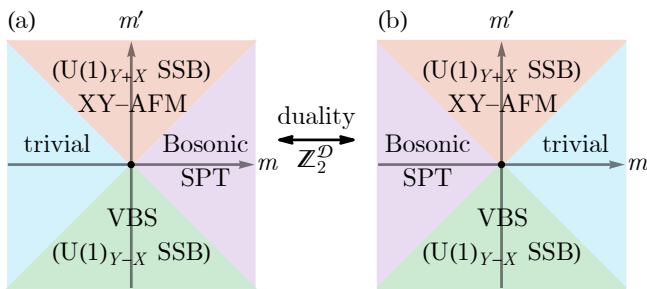 (a)
m′
(U(1)_{Y+X} SSB)
XY–AFM
trivial
Bosonic
SPT
m
VBS
(U(1)_{Y−X} SSB)
duality
ℤ₂^𝒟
(b)
m′
(U(1)_{Y+X} SSB)
XY–AFM
Bosonic
SPT
trivial
m
VBS
(U(1)_{Y−X} SSB)